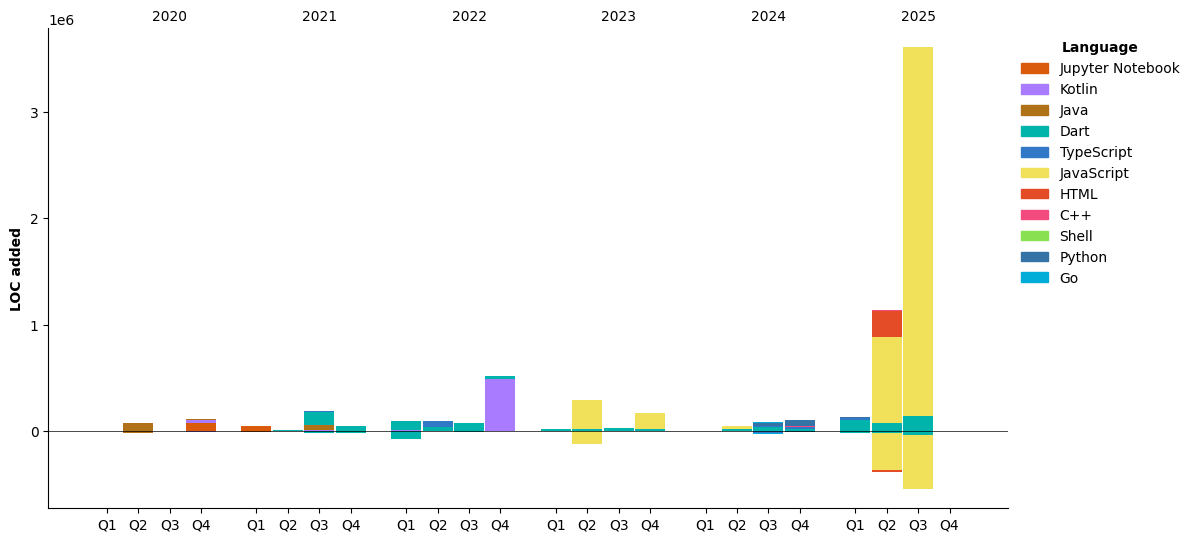 1e6
2020 2021 2022 2023 2024 2025
Language
Jupyter Notebook
Kotlin
Java
Dart
TypeScript
JavaScript
HTML
C++
Shell
Python
Go
LOC added
3
2
1
0
Q1 Q2 Q3 Q4 Q1 Q2 Q3 Q4 Q1 Q2 Q3 Q4 Q1 Q2 Q3 Q4 Q1 Q2 Q3 Q4 Q1 Q2 Q3 Q4